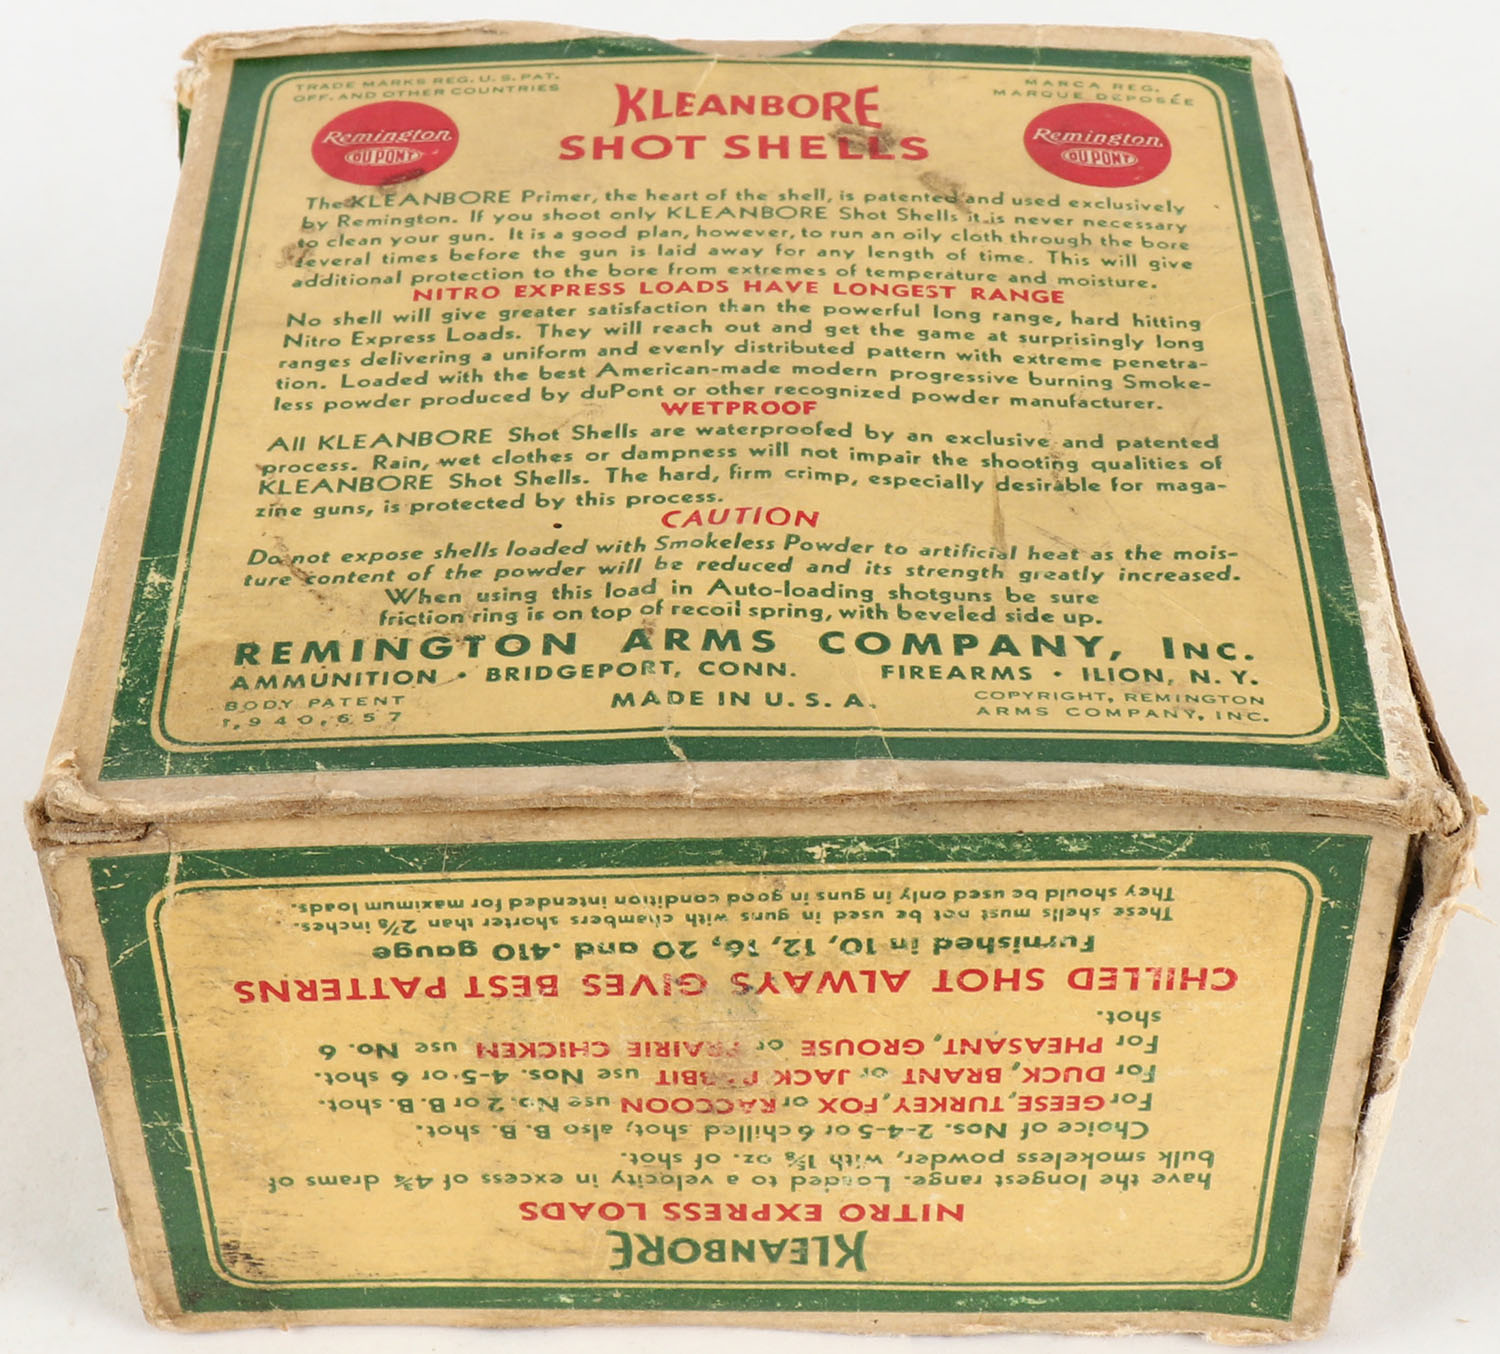 TRADE MARKS REG. U. S. PAT.
OFF. AND OTHER COUNTRIES
MARCA REG.
MARQUE DEPOSÉE
KLEANBORE
SHOT SHELLS
Remington
DU PONT
Remington
DU PONT
The KLEANBORE Primer, the heart of the shell, is patented and used exclusively
by Remington. If you shoot only KLEANBORE Shot Shells it is never necessary
to clean your gun. It is a good plan, however, to run an oily cloth through the bore
several times before the gun is laid away for any length of time. This will give
additional protection to the bore from extremes of temperature and moisture.
NITRO EXPRESS LOADS HAVE LONGEST RANGE
No shell will give greater satisfaction than the powerful long range, hard hitting
Nitro Express Loads. They will reach out and get the game at surprisingly long
ranges delivering a uniform and evenly distributed pattern with extreme penetra-
tion. Loaded with the best American-made modern progressive burning Smoke-
less powder produced by duPont or other recognized powder manufacturer.
WETPROOF
All KLEANBORE Shot Shells are waterproofed by an exclusive and patented
process. Rain, wet clothes or dampness will not impair the shooting qualities of
KLEANBORE Shot Shells. The hard, firm crimp, especially desirable for maga-
zine guns, is protected by this process.
CAUTION
Do not expose shells loaded with Smokeless Powder to artificial heat as the mois-
ture content of the powder will be reduced and its strength greatly increased.
When using this load in Auto-loading shotguns be sure
friction ring is on top of recoil spring, with beveled side up.
REMINGTON ARMS COMPANY, INC.
AMMUNITION • BRIDGEPORT, CONN. FIREARMS • ILION, N. Y.
BODY PATENT
1,940,657
MADE IN U. S. A.
COPYRIGHT, REMINGTON
ARMS COMPANY, INC.
KLEANBORE
NITRO EXPRESS LOADS
have the longest range. Loaded to a velocity in excess of 4¾ drams of
bulk smokeless powder, with 1⅝ oz. of shot.
Choice of Nos. 2-4-5 or 6 chilled shot; also B. B. shot.
For GEESE, TURKEY, FOX or RACCOON use No. 2 or B. B. shot.
For DUCK, BRANT or JACK RABBIT use Nos. 4-5 or 6 shot.
For PHEASANT, GROUSE or PRAIRIE CHICKEN use No. 6
shot.
CHILLED SHOT ALWAYS GIVES BEST PATTERNS
Furnished in 10, 12, 16, 20 and .410 gauge
These shells must not be used in guns with chambers shorter than 2⅞ inches.
They should be used only in guns in good condition intended for maximum loads.